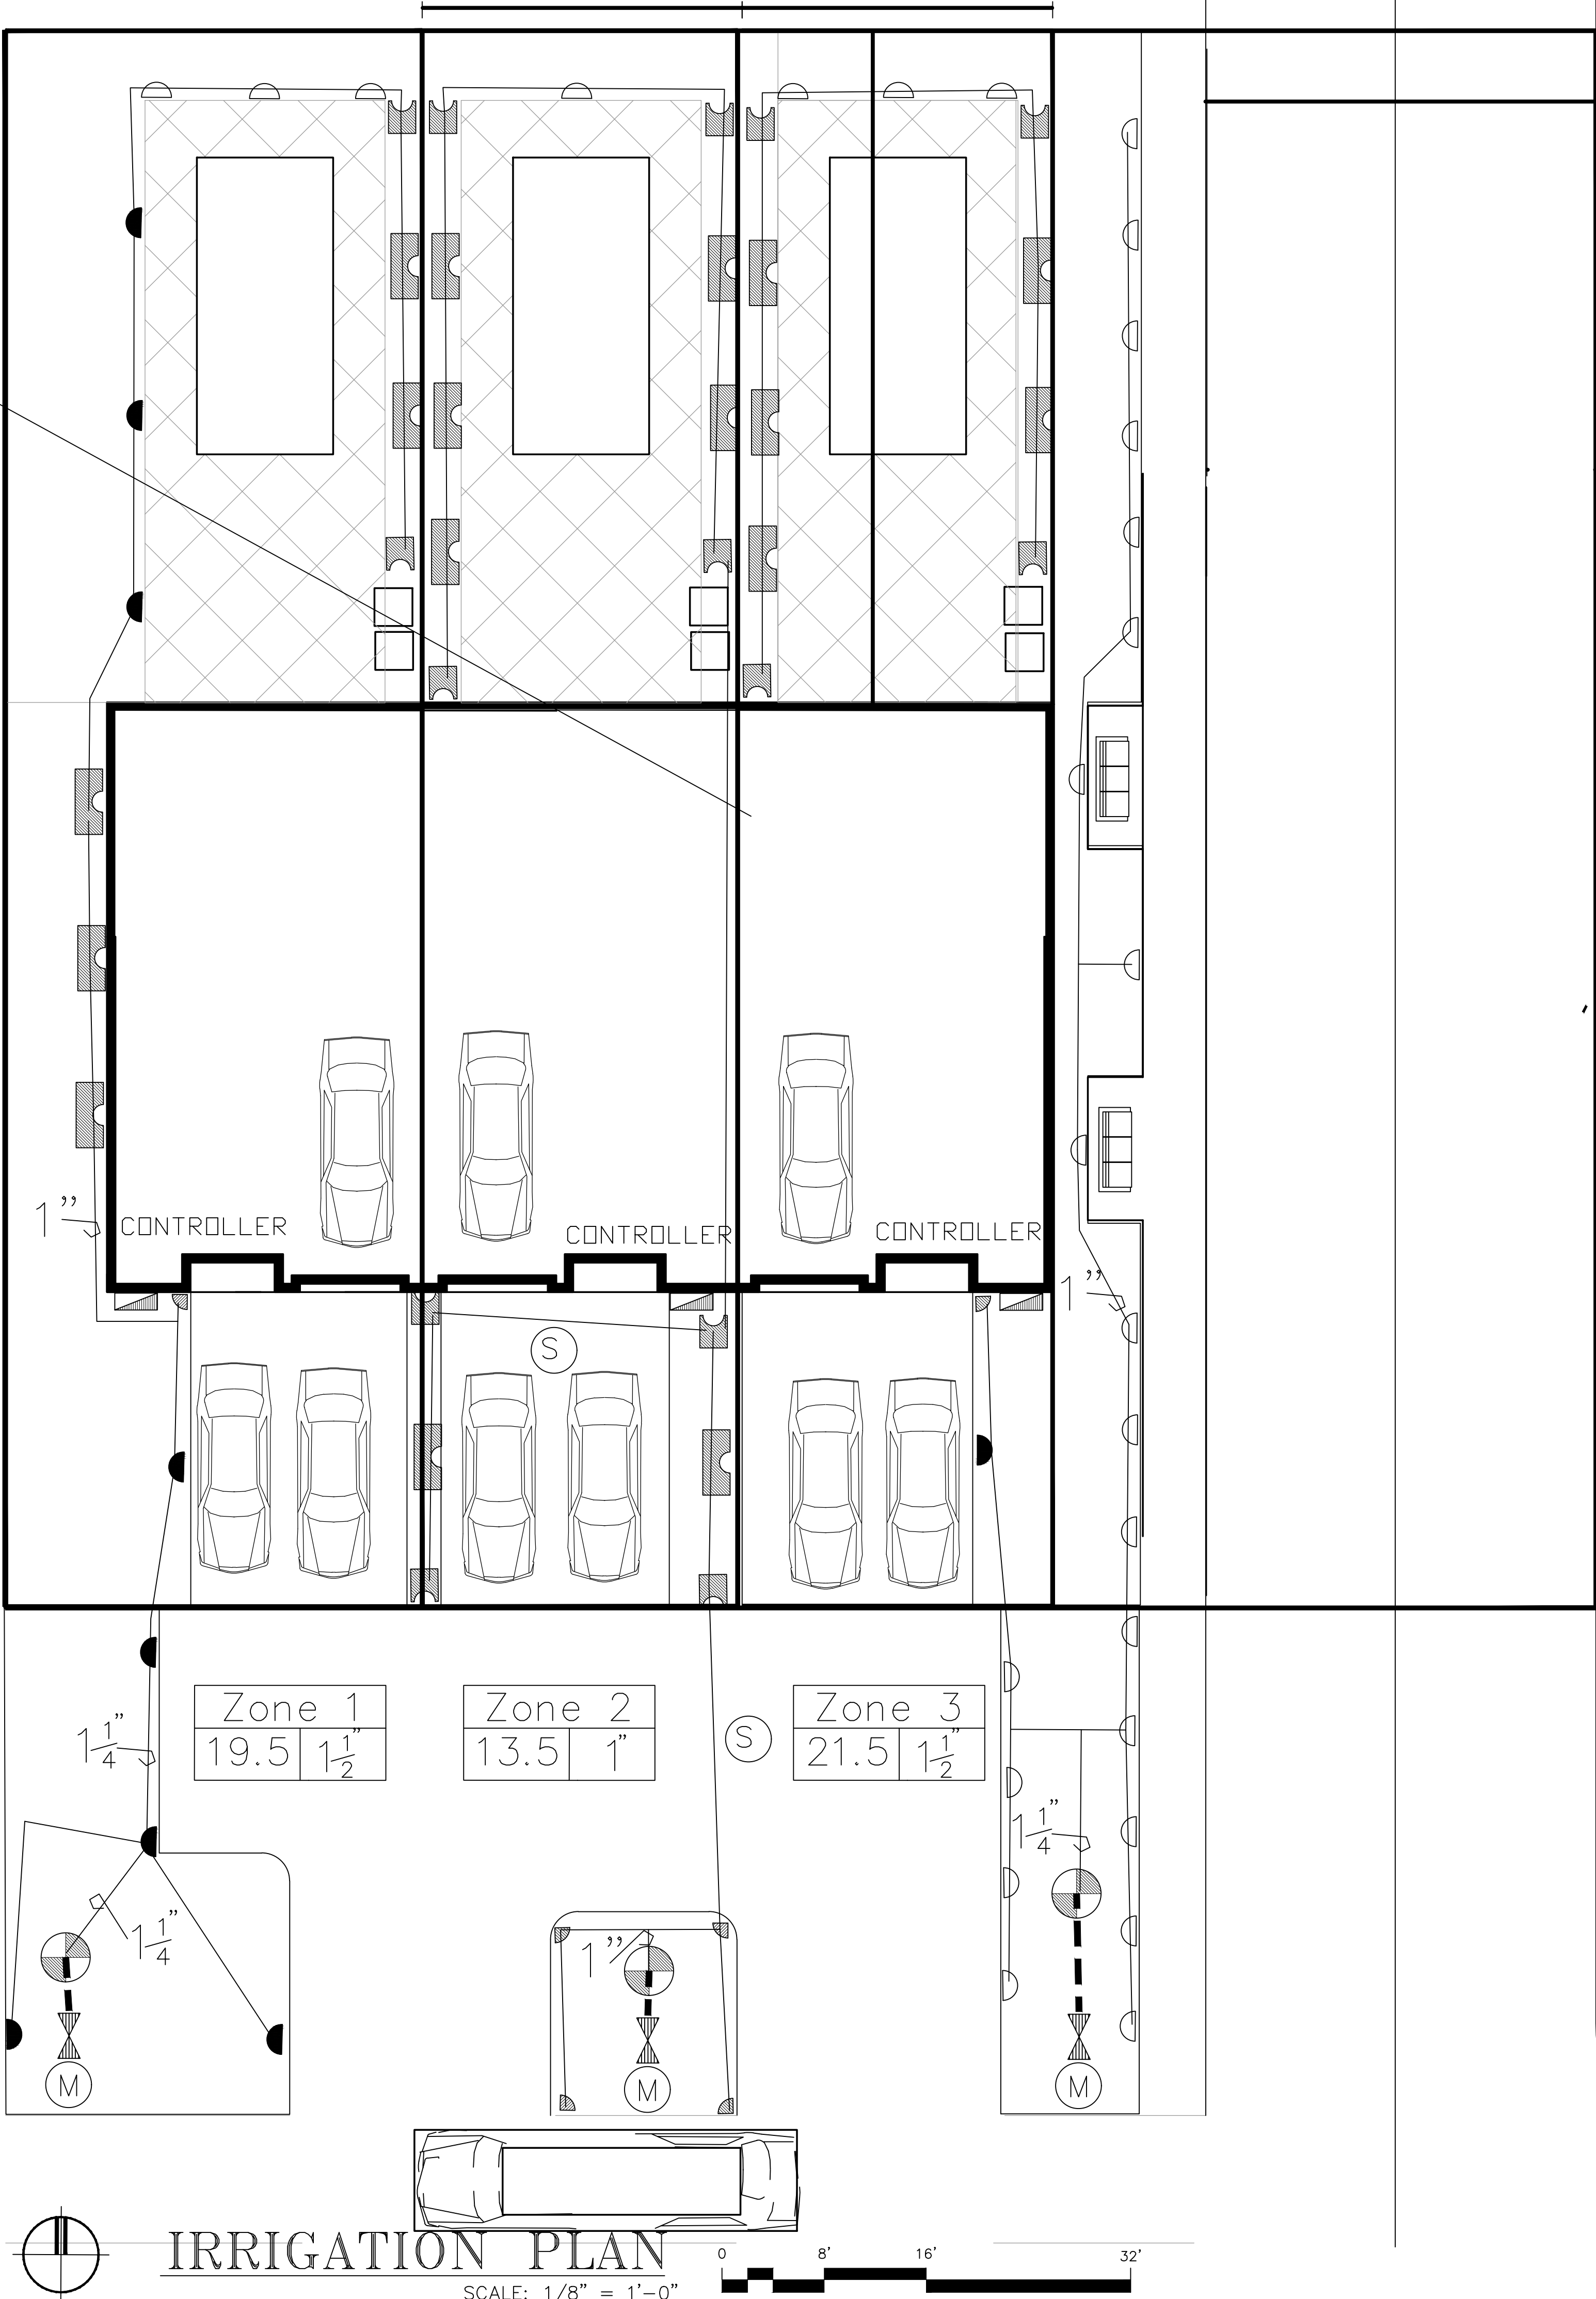 1”
CONTROLLER
CONTROLLER
CONTROLLER
1”
S
Zone 1
19.5 1 1/2”
Zone 2
13.5 1”
S
Zone 3
21.5 1 1/2”
1 1/4”
1 1/4”
1 1/4”
1”
M
M
M
IRRIGATION PLAN
0 8' 16' 32'
SCALE: 1/8” = 1'-0”